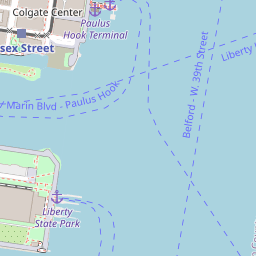 Colgate Center
Paulus
Hook Terminal
sex Street
Liberty
Belford - W. 39th Street
Marin Blvd - Paulus Hook
Liberty
State Park